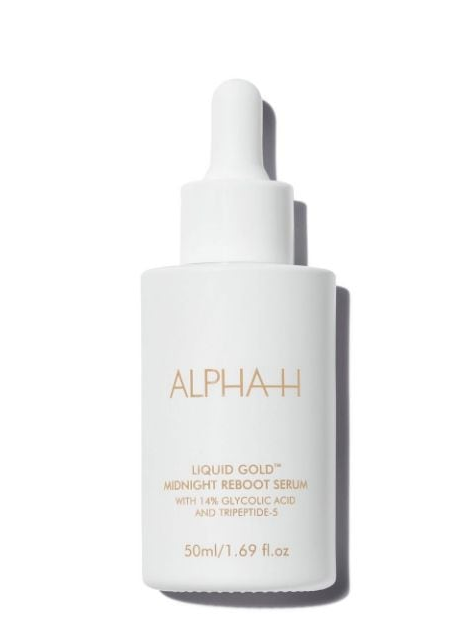 ALPHA-H
LIQUID GOLD™
MIDNIGHT REBOOT SERUM
WITH 14% GLYCOLIC ACID
AND TRIPEPTIDE-5
50ml/1.69 fl.oz